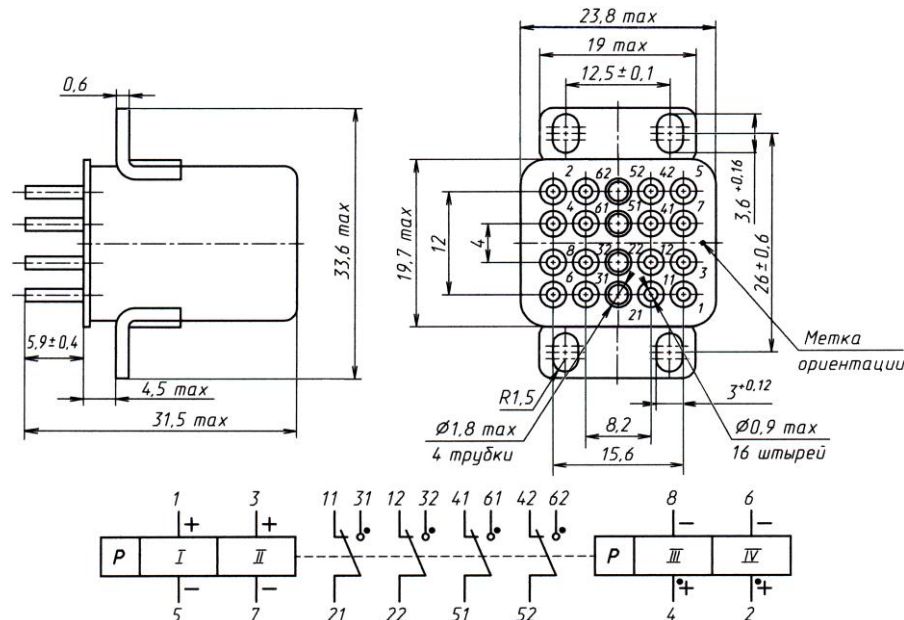 23,8 max
19 max
12,5±0,1
0,6
33,6 max
5,9±0,4
4,5 max
31,5 max
19,7 max
12
4
2 62 52 42 5
4 61 51 41 7
8 32 22 12 3
6 31 21 11 1
3,6 +0,16
26±0,6
Метка
ориентации
R1,5
3+0,12
Ø1,8 max
4 трубки
8,2
15,6
Ø0,9 max
16 штырей
1 3 11 31 12 32 41 61 42 62 8 6
+ + − −
P I II P III IV
− − + +
5 7 21 22 51 52 4 2